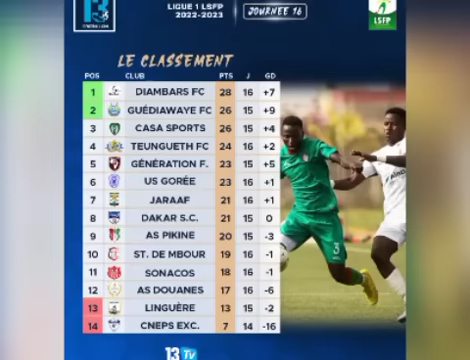 13
LIGUE 1 LSFP
2022-2023
JOURNÉE 16
LSFP
LE CLASSEMENT
POS CLUB PTS J GD
1 DIAMBARS FC 28 16 +7
2 GUÉDIAWAYE FC 26 15 +9
3 CASA SPORTS 26 15 +4
4 TEUNGUETH FC 24 16 +2
5 GÉNÉRATION F. 23 15 +5
6 US GORÉE 23 16 +1
7 JARAAF 21 16 +1
8 DAKAR S.C. 21 15 0
9 AS PIKINE 20 15 -3
10 ST. DE MBOUR 19 16 -1
11 SONACOS 18 16 -1
12 AS DOUANES 17 16 -6
13 LINGUÈRE 13 15 -2
14 CNEPS EXC. 7 14 -16
3
13 TV